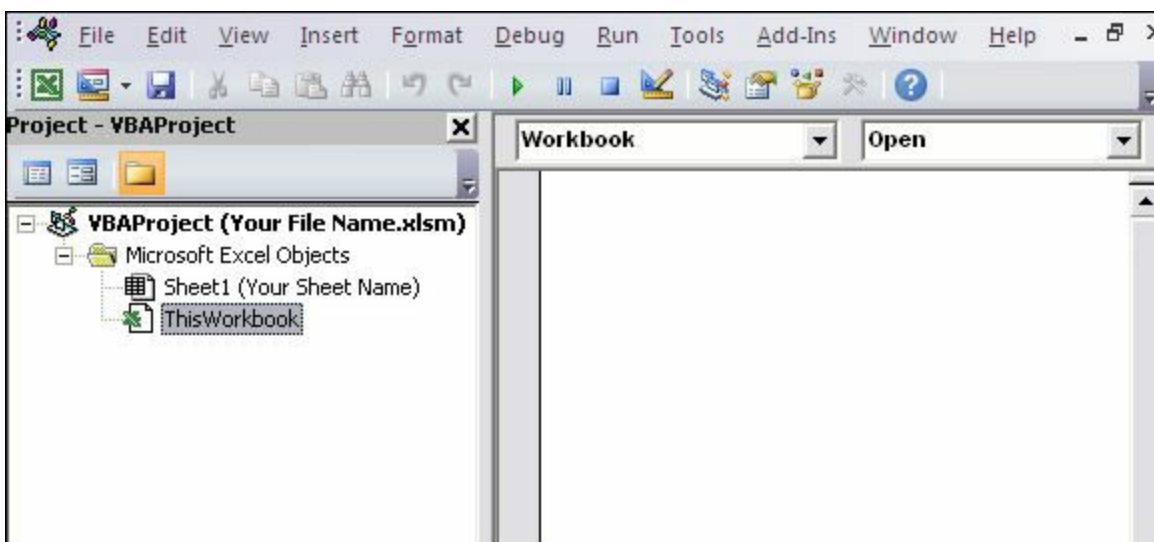 File Edit View Insert Format Debug Run Tools Add-Ins Window Help
Project - VBAProject
Workbook Open
VBAProject (Your File Name.xlsm)
Microsoft Excel Objects
Sheet1 (Your Sheet Name)
ThisWorkbook